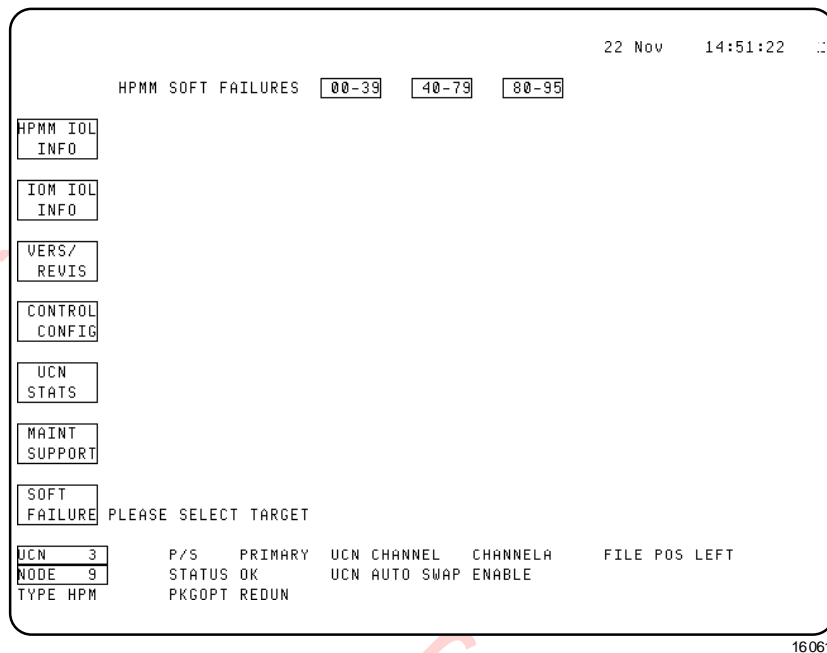 22 Nov 14:51:22
HPMM SOFT FAILURES 00-39 40-79 80-95
HPMM IOL
INFO
IOM IOL
INFO
VERS/
REVIS
CONTROL
CONFIG
UCN
STATS
MAINT
SUPPORT
SOFT
FAILURE PLEASE SELECT TARGET
UCN 3 P/S PRIMARY UCN CHANNEL CHANNELA FILE POS LEFT
NODE 9 STATUS OK UCN AUTO SWAP ENABLE
TYPE HPM PKGOPT REDUN
16061